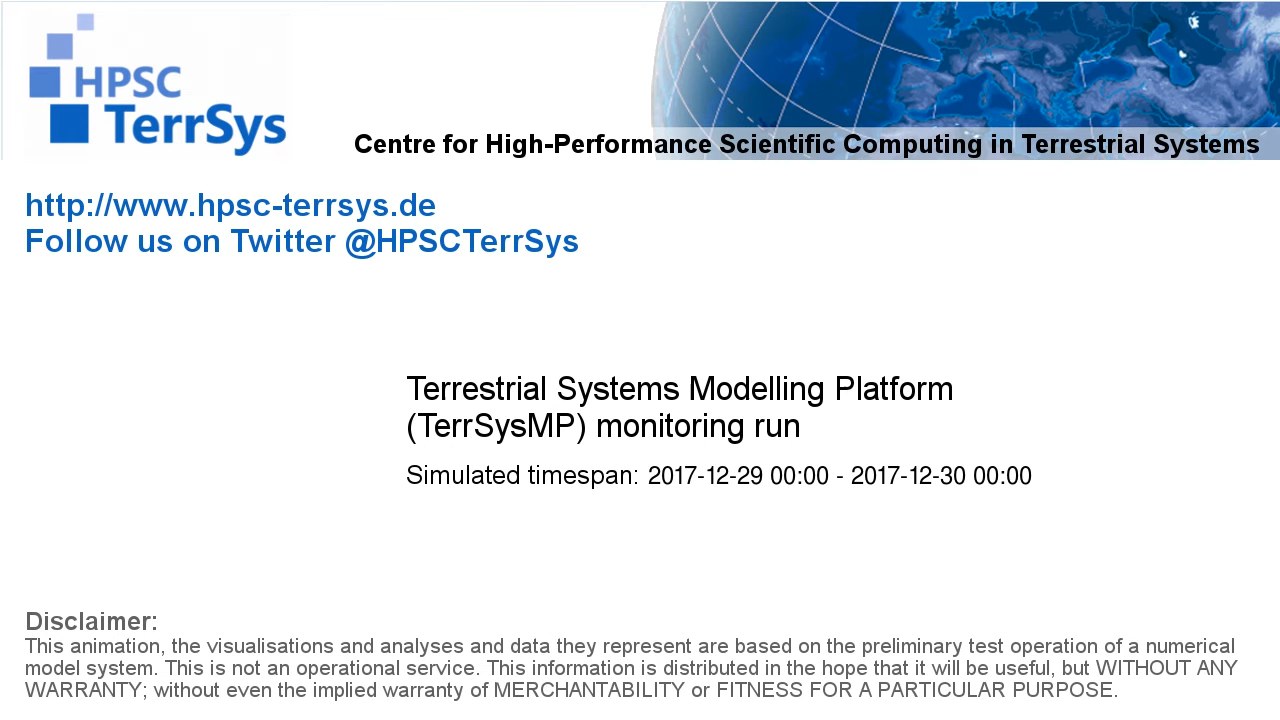 HPSC
TerrSys
Centre for High-Performance Scientific Computing in Terrestrial Systems
http://www.hpsc-terrsys.de
Follow us on Twitter @HPSCTerrSys
Terrestrial Systems Modelling Platform
(TerrSysMP) monitoring run
Simulated timespan: 2017-12-29 00:00 - 2017-12-30 00:00
Disclaimer:
This animation, the visualisations and analyses and data they represent are based on the preliminary test operation of a numerical
model system. This is not an operational service. This information is distributed in the hope that it will be useful, but WITHOUT ANY
WARRANTY; without even the implied warranty of MERCHANTABILITY or FITNESS FOR A PARTICULAR PURPOSE.